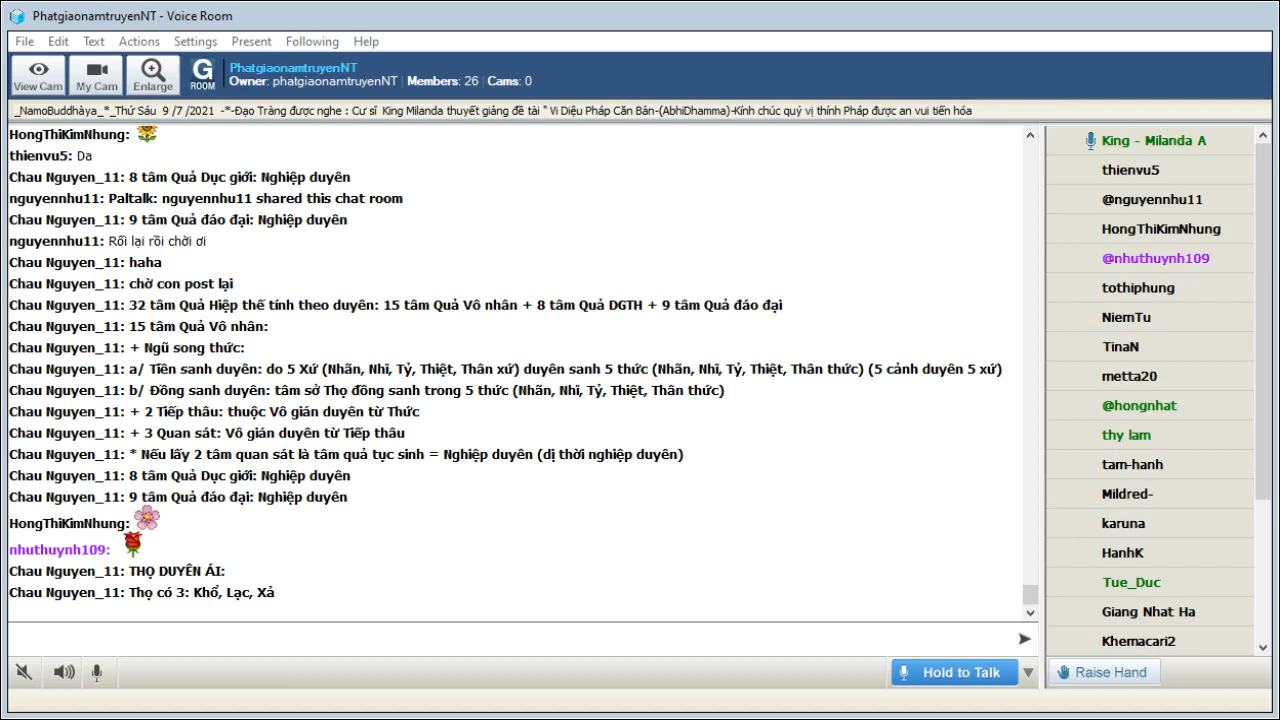 PhatgiaonamtruyenNT - Voice Room
File Edit Text Actions Settings Present Following Help
View Cam My Cam Enlarge G ROOM
PhatgiaonamtruyenNT
Owner: phatgiaonamtruyenNT | Members: 26 | Cams: 0
_NamoBuddhàya_*_Thứ Sáu 9 /7 /2021 -*-Đạo Tràng được nghe : Cư sĩ King Milanda thuyết giảng đề tài " Vi Diệu Pháp Căn Bản-(AbhiDhamma)-Kính chúc quý vị thính Pháp được an vui tiến hóa
HongThiKimNhung:
thienvu5: Da
Chau Nguyen_11: 8 tâm Quả Dục giới: Nghiệp duyên
nguyennhu11: Paltalk: nguyennhu11 shared this chat room
Chau Nguyen_11: 9 tâm Quả đáo đại: Nghiệp duyên
nguyennhu11: Rối lại rồi chời ơi
Chau Nguyen_11: haha
Chau Nguyen_11: chờ con post lại
Chau Nguyen_11: 32 tâm Quả Hiệp thế tính theo duyên: 15 tâm Quả Vô nhân + 8 tâm Quả DGTH + 9 tâm Quả đáo đại
Chau Nguyen_11: 15 tâm Quả Vô nhân:
Chau Nguyen_11: + Ngũ song thức:
Chau Nguyen_11: a/ Tiền sanh duyên: do 5 Xứ (Nhãn, Nhĩ, Tỷ, Thiệt, Thân xứ) duyên sanh 5 thức (Nhãn, Nhĩ, Tỷ, Thiệt, Thân thức) (5 cảnh duyên 5 xứ)
Chau Nguyen_11: b/ Đồng sanh duyên: tâm sở Thọ đồng sanh trong 5 thức (Nhãn, Nhĩ, Tỷ, Thiệt, Thân thức)
Chau Nguyen_11: + 2 Tiếp thâu: thuộc Vô gián duyên từ Thức
Chau Nguyen_11: + 3 Quan sát: Vô gián duyên từ Tiếp thâu
Chau Nguyen_11: * Nếu lấy 2 tâm quan sát là tâm quả tục sinh = Nghiệp duyên (dị thời nghiệp duyên)
Chau Nguyen_11: 8 tâm Quả Dục giới: Nghiệp duyên
Chau Nguyen_11: 9 tâm Quả đáo đại: Nghiệp duyên
HongThiKimNhung:
nhuthuynh109:
Chau Nguyen_11: THỌ DUYÊN ÁI:
Chau Nguyen_11: Thọ có 3: Khổ, Lạc, Xả
King - Milanda A
thienvu5
@nguyennhu11
HongThiKimNhung
@nhuthuynh109
tothiphung
NiemTu
TinaN
metta20
@hongnhat
thy lam
tam-hanh
Mildred-
karuna
HanhK
Tue_Duc
Giang Nhat Ha
Khemacari2
Hold to Talk
Raise Hand